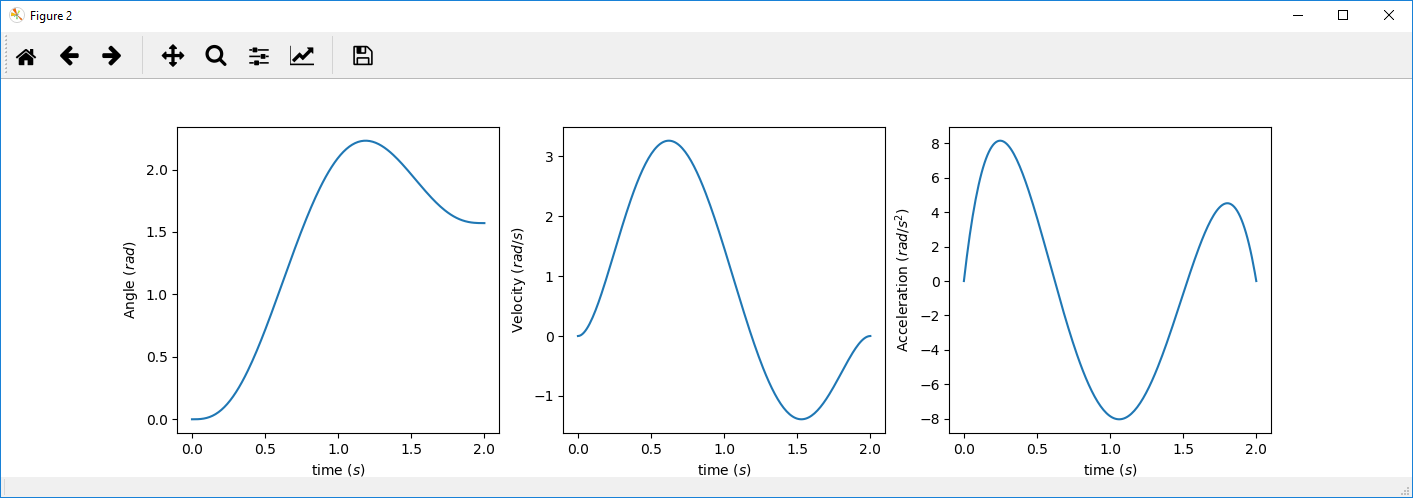 Figure 2
2.0
1.5
1.0
0.5
0.0
Angle (rad)
0.0 0.5 1.0 1.5 2.0
time (s)
3
2
1
0
−1
Velocity (rad/s)
0.0 0.5 1.0 1.5 2.0
time (s)
8
6
4
2
0
−2
−4
−6
−8
Acceleration (rad/s²)
0.0 0.5 1.0 1.5 2.0
time (s)